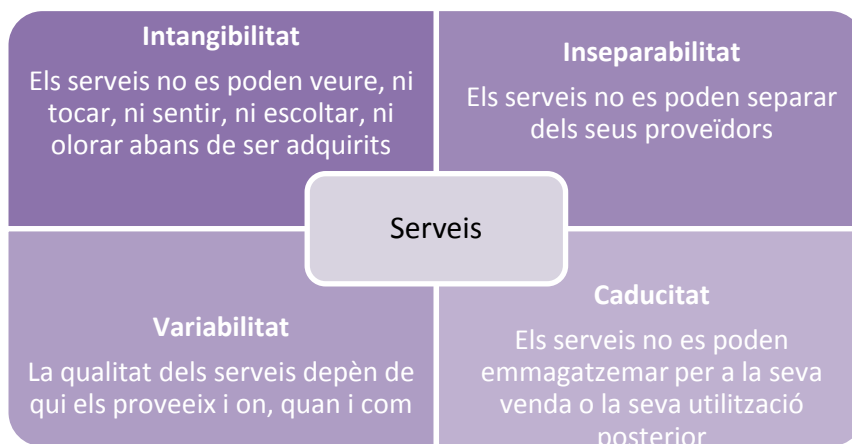 Intangibilitat
Els serveis no es poden veure, ni
tocar, ni sentir, ni escoltar, ni
olorar abans de ser adquirits
Inseparabilitat
Els serveis no es poden separar
dels seus proveïdors
Serveis
Variabilitat
La qualitat dels serveis depèn de
qui els proveeix i on, quan i com
Caducitat
Els serveis no es poden
emmagatzemar per a la seva
venda o la seva utilització
posterior